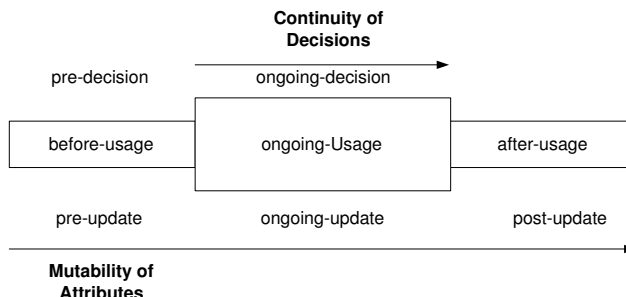 Continuity of
Decisions
pre-decision ongoing-decision
before-usage ongoing-Usage after-usage
pre-update ongoing-update post-update
Mutability of
Attributes